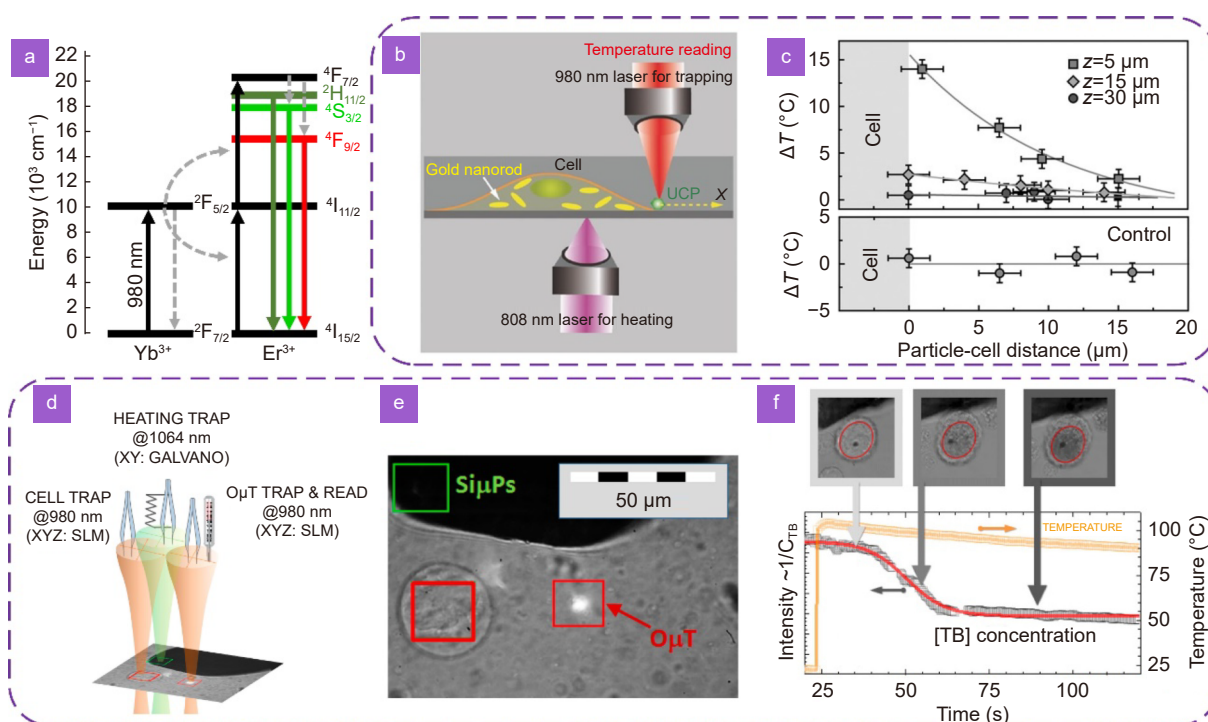 a
Energy (10³ cm⁻¹)
22
20
18
16
14
12
10
8
6
4
2
0
980 nm
²F₅/₂
²F₇/₂
Yb³⁺
⁴F₇/₂
²H₁₁/₂
⁴S₃/₂
⁴F₉/₂
⁴I₁₁/₂
⁴I₁₅/₂
Er³⁺
b
Temperature reading
980 nm laser for trapping
Cell
Gold nanorod
UCP
X
808 nm laser for heating
c
ΔT (°C)
15
10
5
0
Cell
z=5 μm
z=15 μm
z=30 μm
ΔT (°C)
5
0
−5
Cell
Control
0
5
10
15
20
Particle-cell distance (μm)
d
HEATING TRAP
@1064 nm
(XY: GALVANO)
CELL TRAP
@980 nm
(XYZ: SLM)
OμT TRAP & READ
@980 nm
(XYZ: SLM)
e
SiμPs
50 μm
OμT
f
TEMPERATURE
Intensity ~1/C_TB
[TB] concentration
100
75
50
25
Temperature (°C)
25
50
75
100
Time (s)